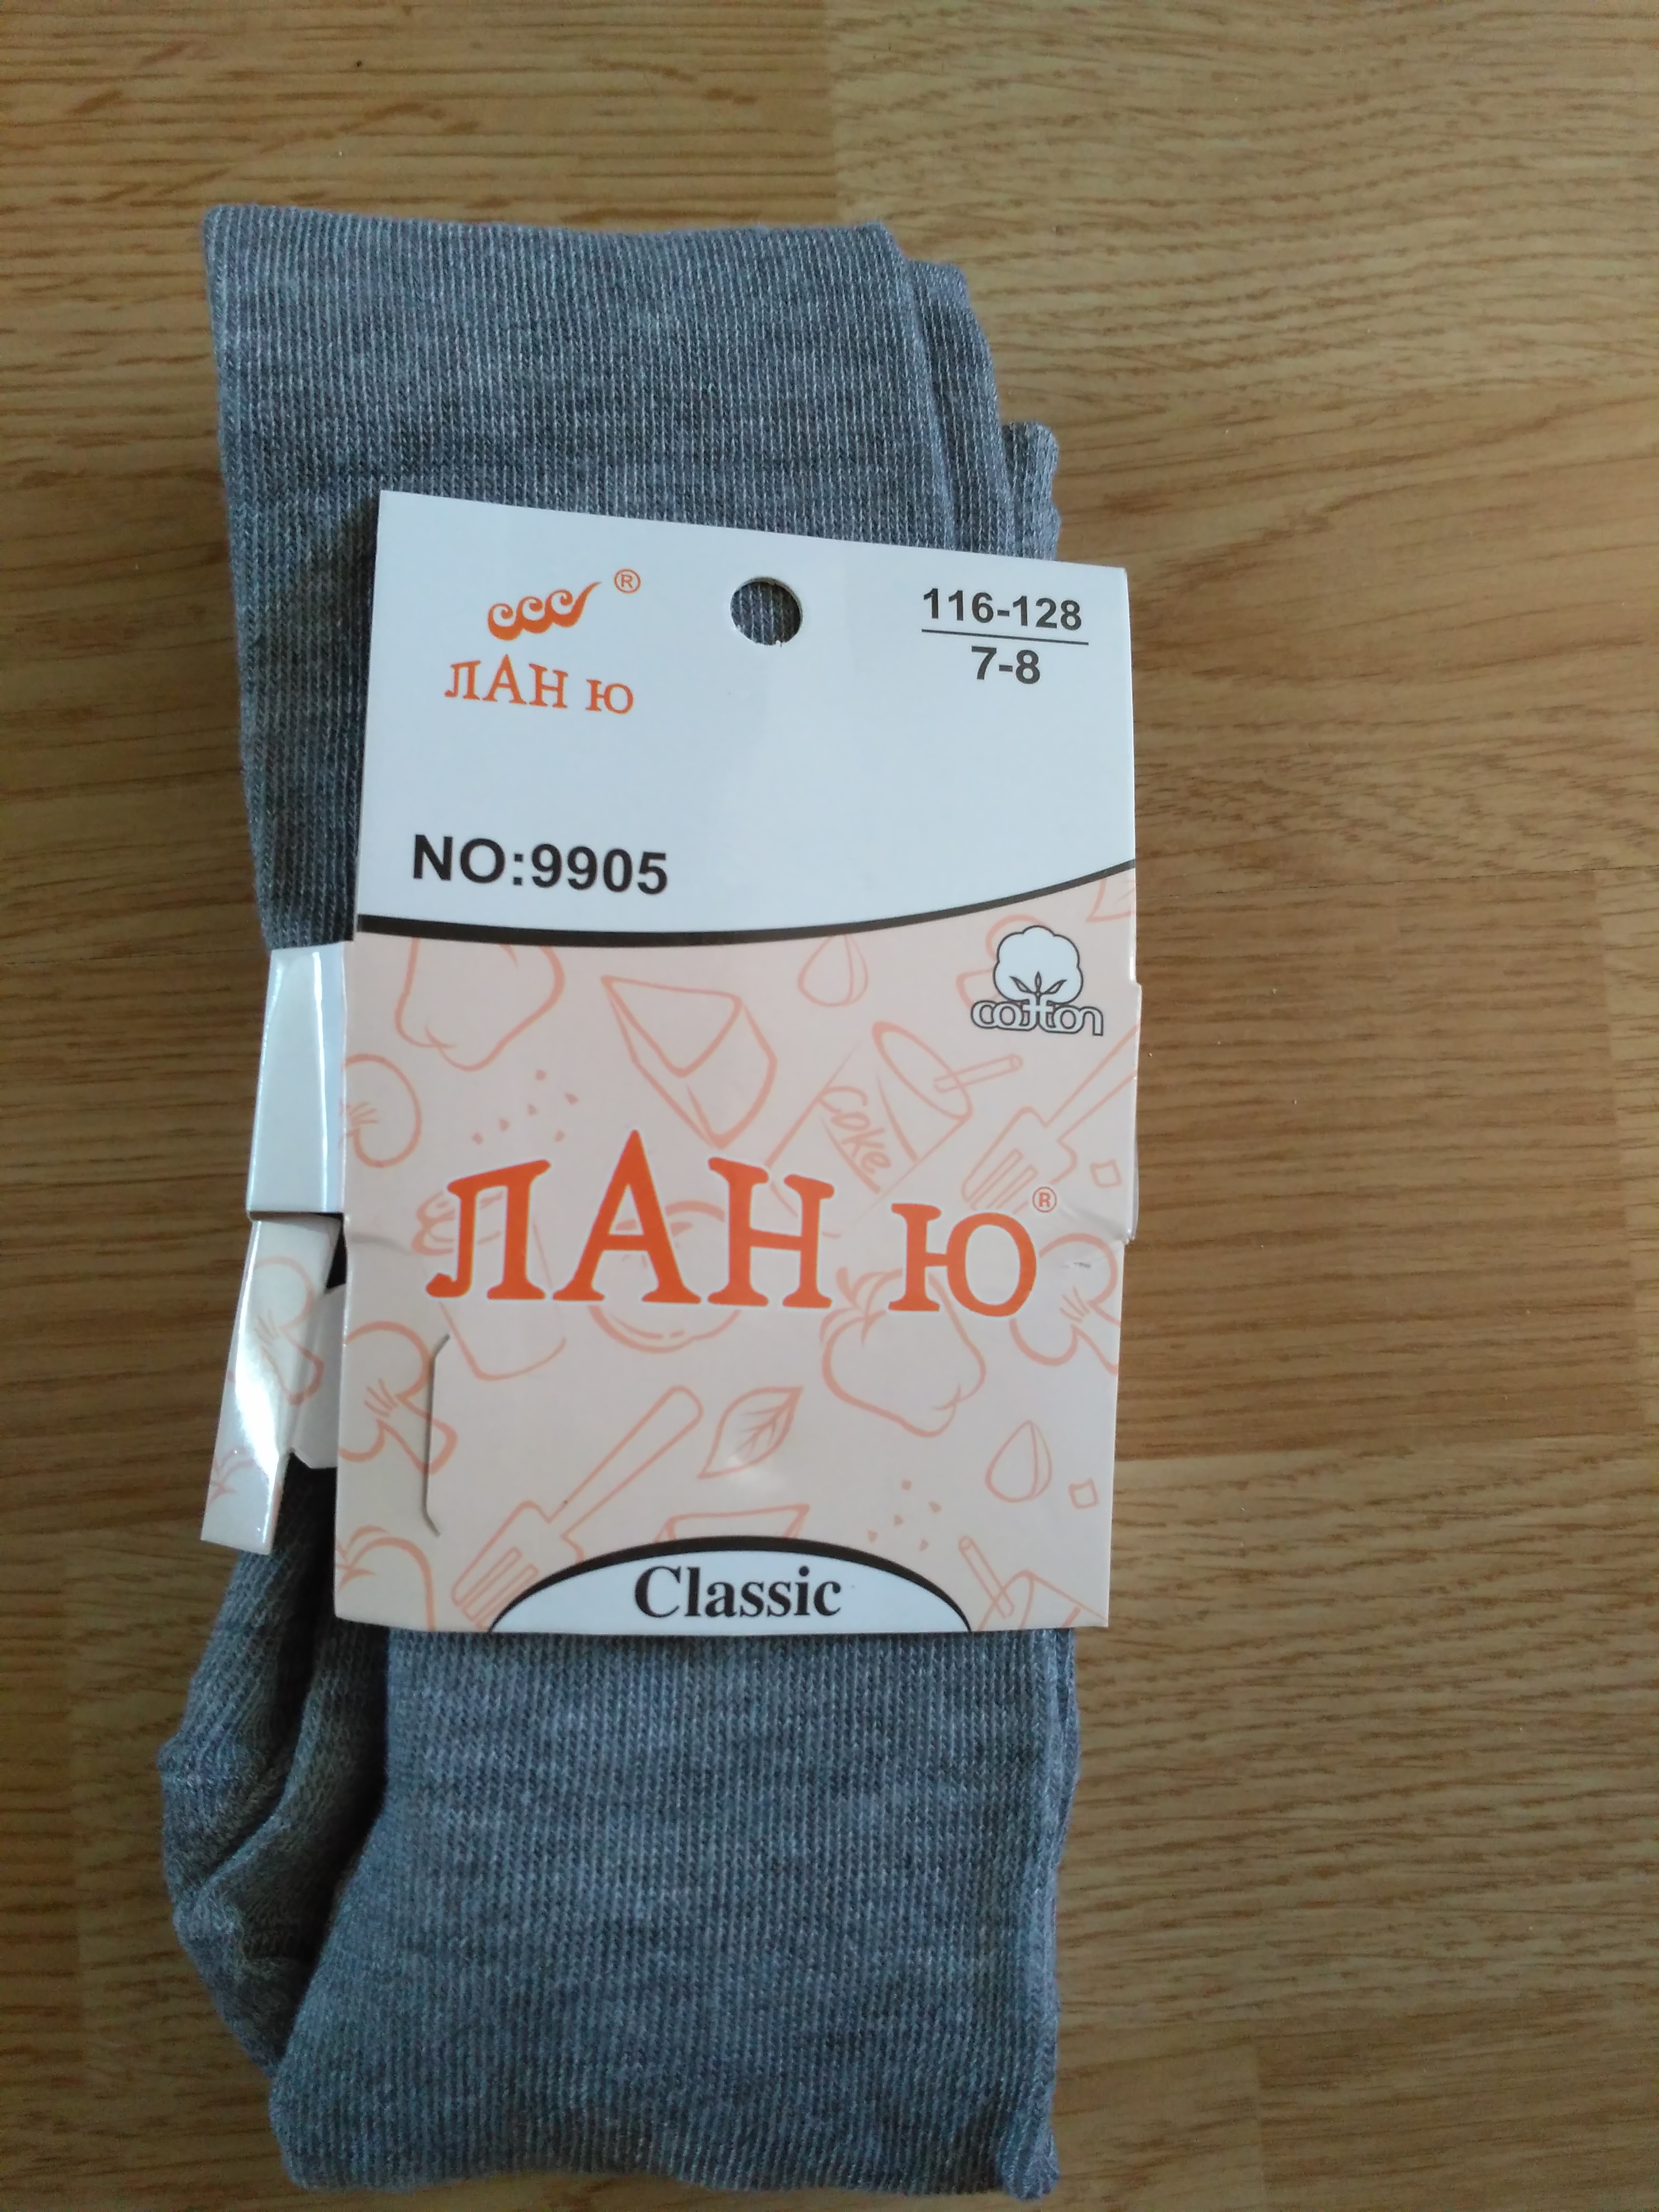 ®
ЛАН Ю
116-128
7-8
NO:9905
cotton
COKE
ЛАН Ю®
Classic